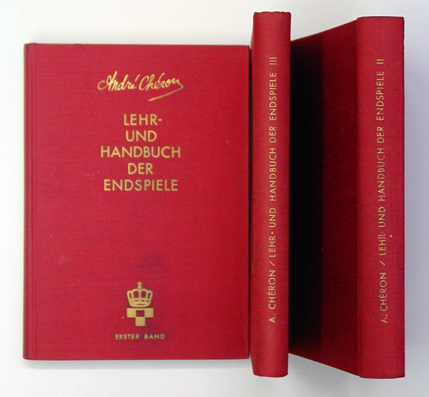 André Chéron
LEHR-
UND
HANDBUCH
DER
ENDSPIELE
ERSTER BAND
A. CHÉRON / LEHR- UND HANDBUCH DER ENDSPIELE III
A. CHÉRON / LEHR- UND HANDBUCH DER ENDSPIELE II